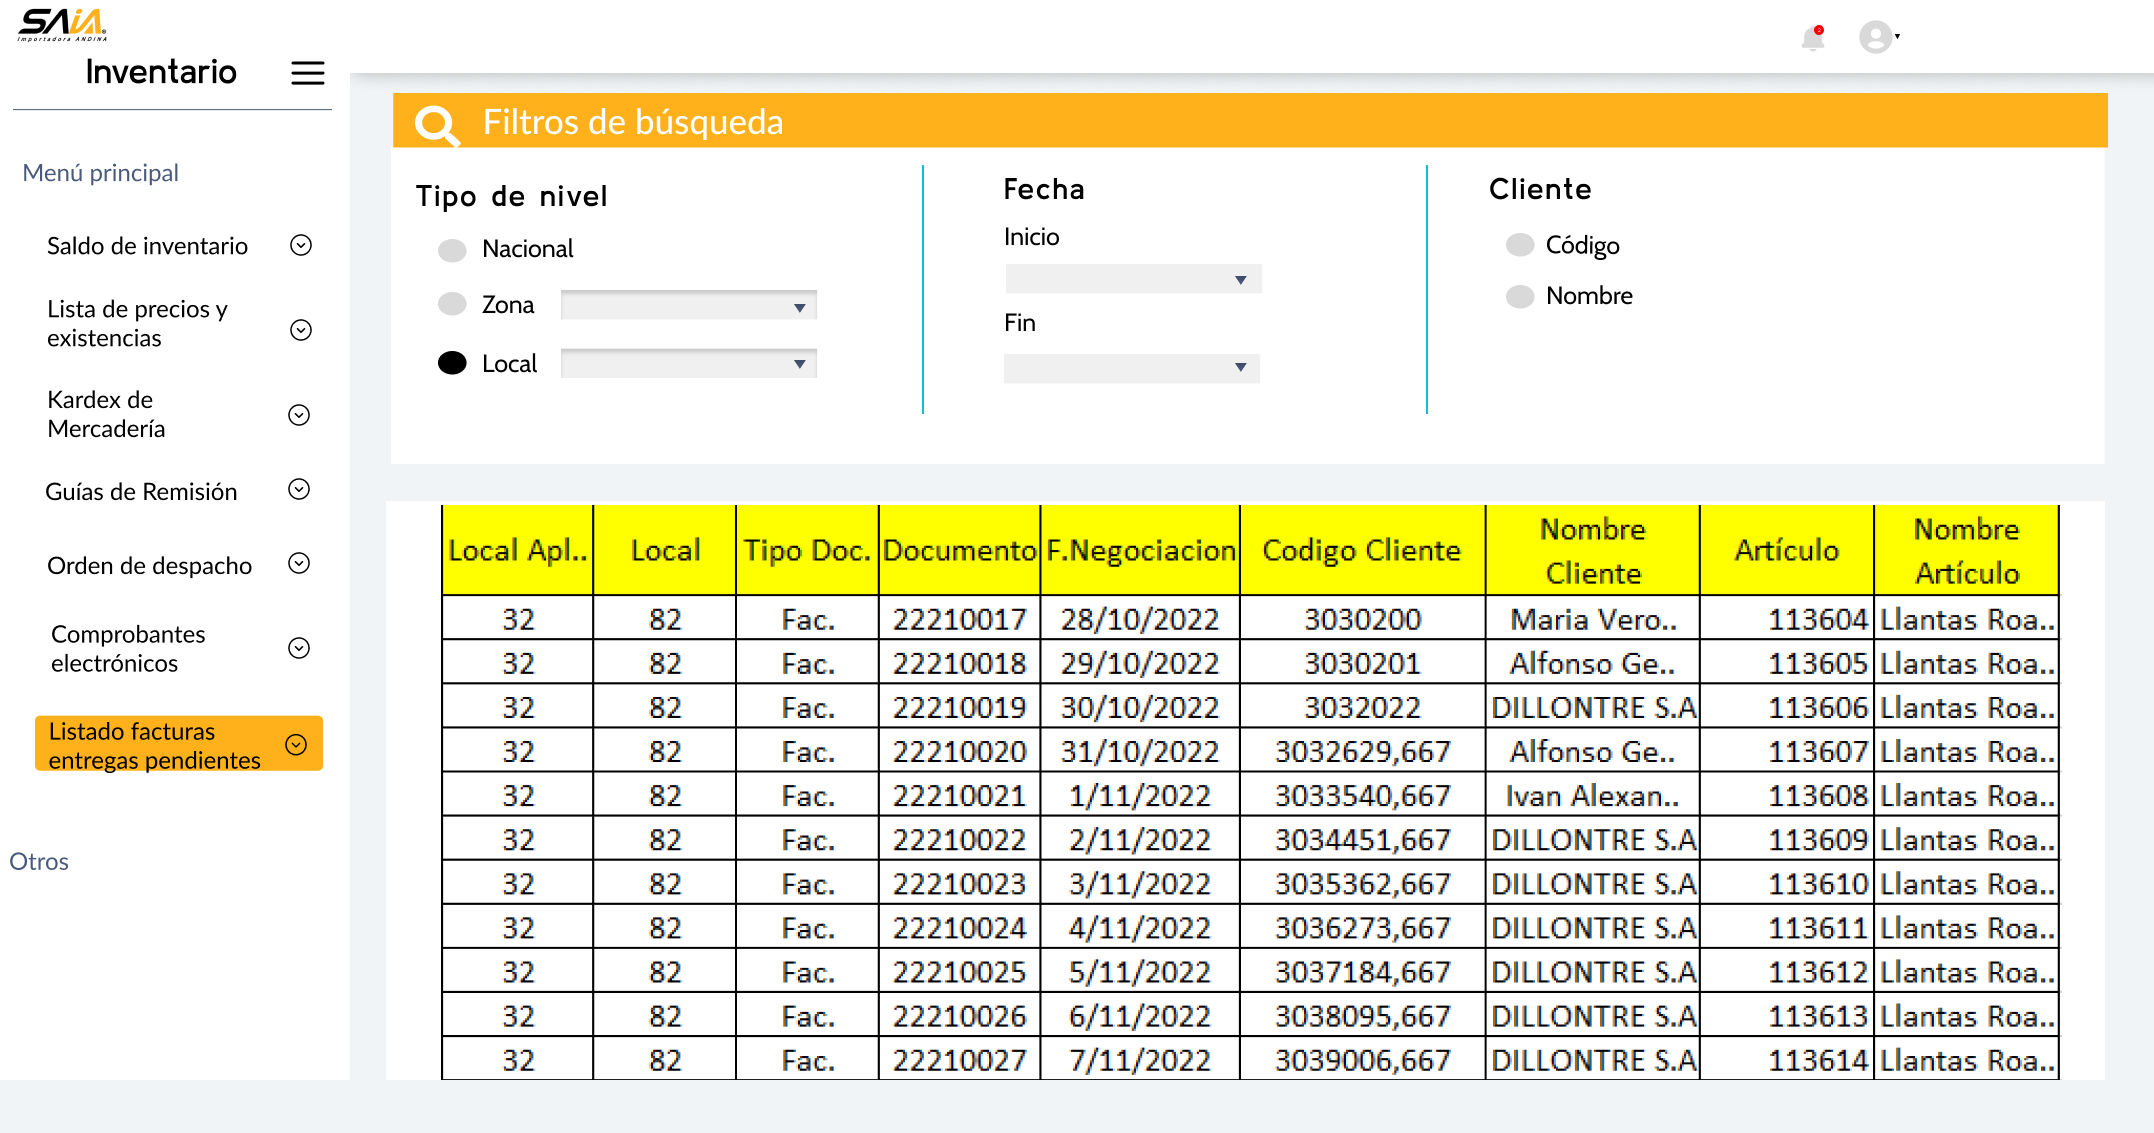 SAiA
Importadora ANDINA
Inventario
Menú principal
Saldo de inventario
Lista de precios y
existencias
Kardex de
Mercadería
Guías de Remisión
Orden de despacho
Comprobantes
electrónicos
Listado facturas
entregas pendientes
Otros
Filtros de búsqueda
Tipo de nivel
Nacional
Zona
Local
Fecha
Inicio
Fin
Cliente
Código
Nombre
Local Apl.. Local Tipo Doc. Documento F.Negociacion Codigo Cliente Nombre Cliente Artículo Nombre Artículo
32 82 Fac. 22210017 28/10/2022 3030200 Maria Vero.. 113604 Llantas Roa..
32 82 Fac. 22210018 29/10/2022 3030201 Alfonso Ge.. 113605 Llantas Roa..
32 82 Fac. 22210019 30/10/2022 3032022 DILLONTRE S.A 113606 Llantas Roa..
32 82 Fac. 22210020 31/10/2022 3032629,667 Alfonso Ge.. 113607 Llantas Roa..
32 82 Fac. 22210021 1/11/2022 3033540,667 Ivan Alexan.. 113608 Llantas Roa..
32 82 Fac. 22210022 2/11/2022 3034451,667 DILLONTRE S.A 113609 Llantas Roa..
32 82 Fac. 22210023 3/11/2022 3035362,667 DILLONTRE S.A 113610 Llantas Roa..
32 82 Fac. 22210024 4/11/2022 3036273,667 DILLONTRE S.A 113611 Llantas Roa..
32 82 Fac. 22210025 5/11/2022 3037184,667 DILLONTRE S.A 113612 Llantas Roa..
32 82 Fac. 22210026 6/11/2022 3038095,667 DILLONTRE S.A 113613 Llantas Roa..
32 82 Fac. 22210027 7/11/2022 3039006,667 DILLONTRE S.A 113614 Llantas Roa..